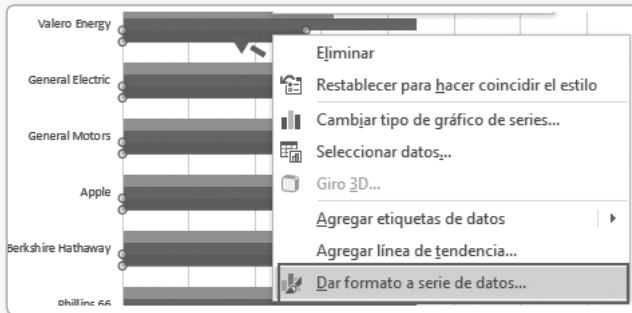 Valero Energy
General Electric
General Motors
Apple
Berkshire Hathaway
Phillips 66
Eliminar
Restablecer para hacer coincidir el estilo
Cambiar tipo de gráfico de series...
Seleccionar datos...
Giro 3D...
Agregar etiquetas de datos
Agregar línea de tendencia...
Dar formato a serie de datos...